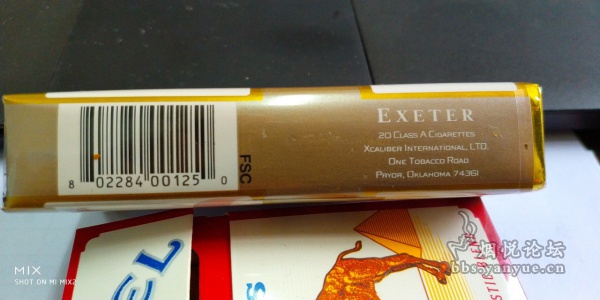 EXETER
20 CLASS A CIGARETTES
XCALIBER INTERNATIONAL, LTD.
ONE TOBACCO ROAD
PRYOR, OKLAHOMA 74361
FSC
8 02284 00125 0
EL
S
MIX
SHOT ON MI MIX2
烟悦论坛
bbs.yanyue.cn